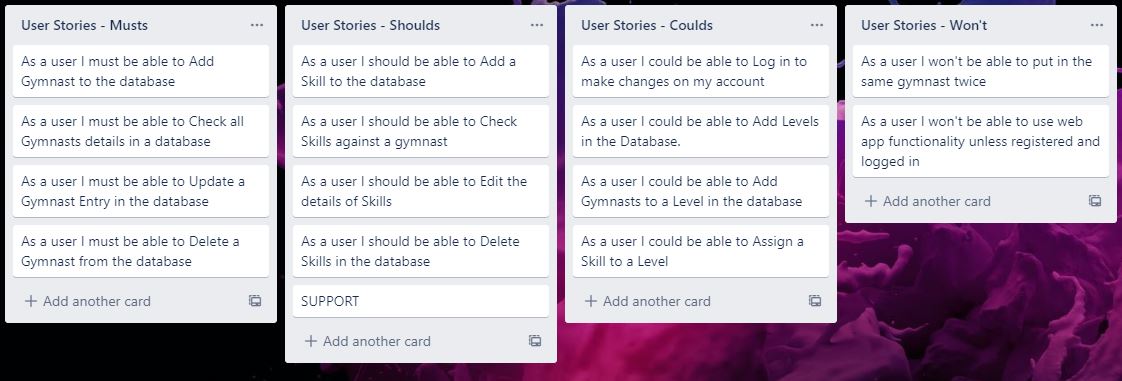 User Stories - Musts
As a user I must be able to Add
Gymnast to the database
As a user I must be able to Check all
Gymnasts details in a database
As a user I must be able to Update a
Gymnast Entry in the database
As a user I must be able to Delete a
Gymnast from the database
Add another card
User Stories - Shoulds
As a user I should be able to Add a
Skill to the database
As a user I should be able to Check
Skills against a gymnast
As a user I should be able to Edit the
details of Skills
As a user I should be able to Delete
Skills in the database
SUPPORT
Add another card
User Stories - Coulds
As a user I could be able to Log in to
make changes on my account
As a user I could be able to Add Levels
in the Database.
As a user I could be able to Add
Gymnasts to a Level in the database
As a user I could be able to Assign a
Skill to a Level
Add another card
User Stories - Won't
As a user I won't be able to put in the
same gymnast twice
As a user I won't be able to use web
app functionality unless registered and
logged in
Add another card